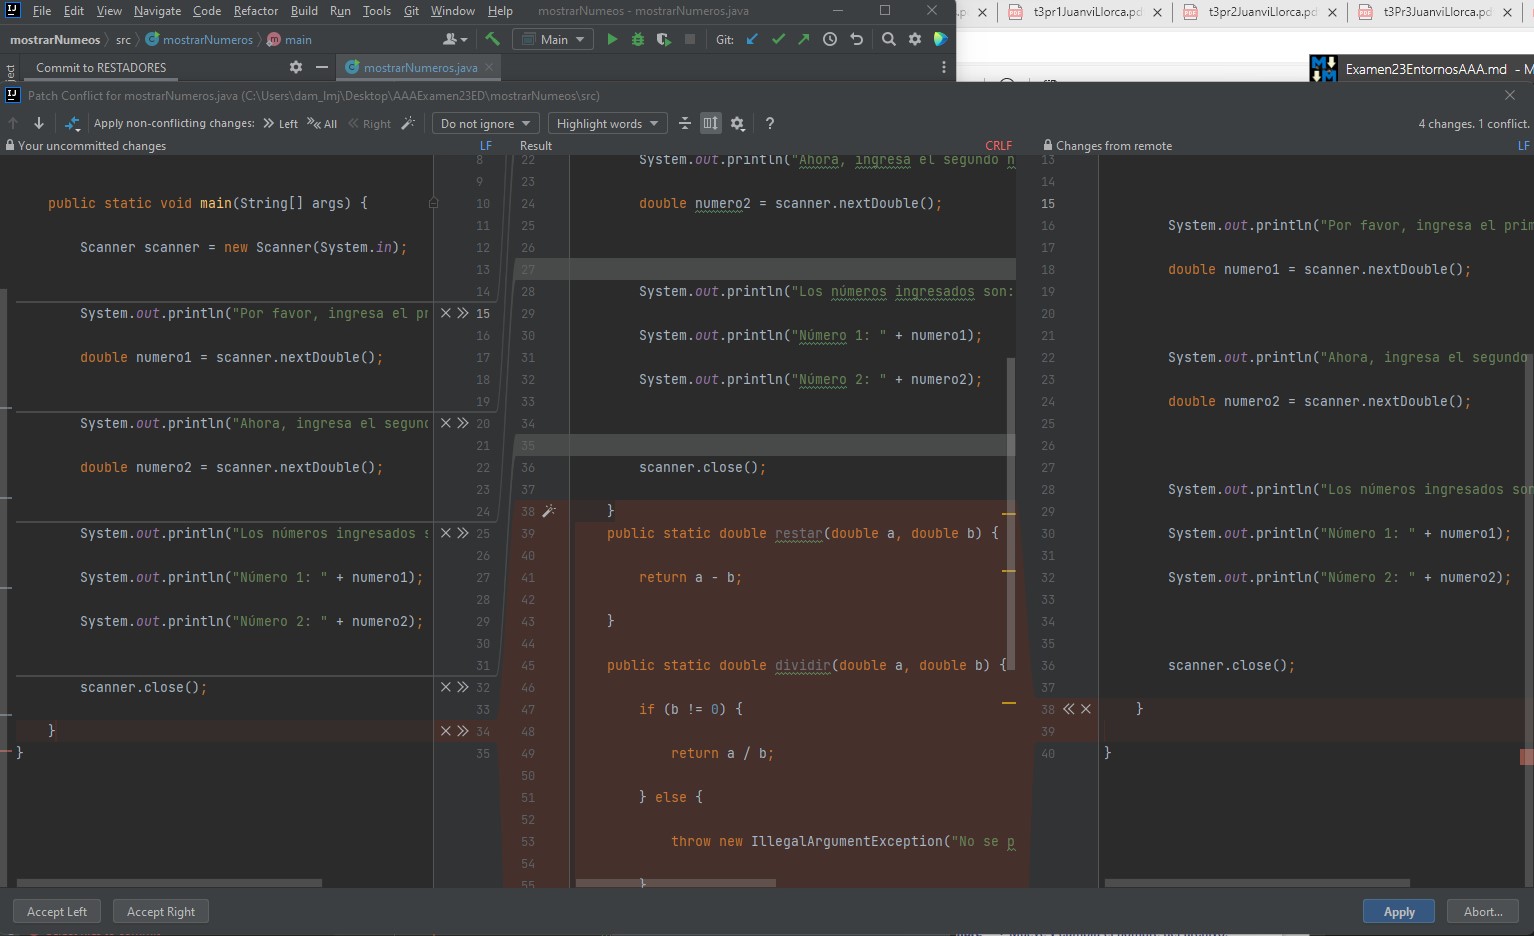 File Edit View Navigate Code Refactor Build Run Tools Git Window Help mostrarNumeos - mostrarNumeros.java
t3pr1JuanviLlorca.pd
t3pr2JuanviLlorca.pd
t3Pr3JuanviLlorca.pd
mostrarNumeos src mostrarNumeros main
Main
Git:
Commit to RESTADORES
mostrarNumeros.java
Examen23EntornosAAA.md - M
Patch Conflict for mostrarNumeros.java (C:\Users\dam_lmj\Desktop\AAAExamen23ED\mostrarNumeos\src)
Apply non-conflicting changes: Left All Right Do not ignore Highlight words ? 4 changes. 1 conflict.
Your uncommitted changes LF
8
9
public static void main(String[] args) { 10
11
Scanner scanner = new Scanner(System.in); 12
13
14
System.out.println("Por favor, ingresa el pr 15
16
double numero1 = scanner.nextDouble(); 17
18
19
System.out.println("Ahora, ingresa el segund 20
21
double numero2 = scanner.nextDouble(); 22
23
24
System.out.println("Los números ingresados s 25
26
System.out.println("Número 1: " + numero1); 27
28
System.out.println("Número 2: " + numero2); 29
30
31
scanner.close(); 32
33
} 34
} 35
Result CRLF
22 System.out.println("Ahora, ingresa el segundo n
23
24 double numero2 = scanner.nextDouble();
25
26
27
28 System.out.println("Los números ingresados son:
29
30 System.out.println("Número 1: " + numero1);
31
32 System.out.println("Número 2: " + numero2);
33
34
35
36 scanner.close();
37
38 }
39 public static double restar(double a, double b) {
40
41 return a - b;
42
43 }
44
45 public static double dividir(double a, double b) {
46
47 if (b != 0) {
48
49 return a / b;
50
51 } else {
52
53 throw new IllegalArgumentException("No se p
54
55 }
Changes from remote LF
13
14
15
16 System.out.println("Por favor, ingresa el prim
17
18 double numero1 = scanner.nextDouble();
19
20
21
22 System.out.println("Ahora, ingresa el segundo
23
24 double numero2 = scanner.nextDouble();
25
26
27
28 System.out.println("Los números ingresados son
29
30 System.out.println("Número 1: " + numero1);
31
32 System.out.println("Número 2: " + numero2);
33
34
35
36 scanner.close();
37
38 }
39
40 }
Accept Left Accept Right Apply Abort...